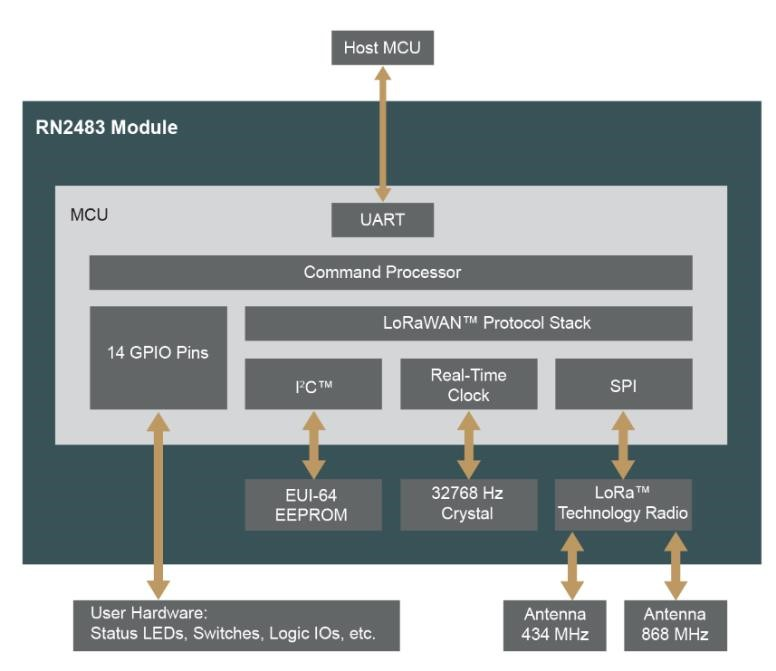 Host MCU
RN2483 Module
MCU
UART
Command Processor
14 GPIO Pins
LoRaWAN™ Protocol Stack
I²C™
Real-Time
Clock
SPI
EUI-64
EEPROM
32768 Hz
Crystal
LoRa™
Technology Radio
User Hardware:
Status LEDs, Switches, Logic IOs, etc.
Antenna
434 MHz
Antenna
868 MHz